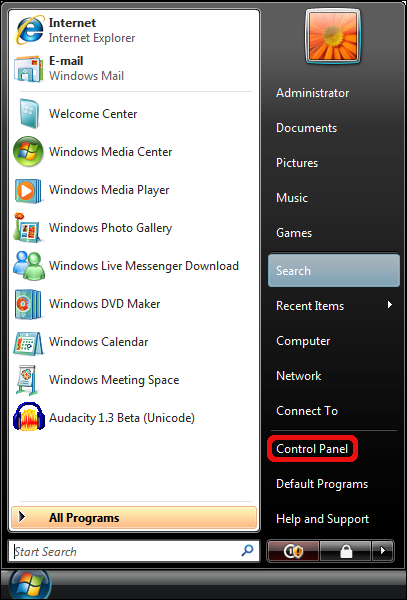 Internet
Internet Explorer
E-mail
Windows Mail
Welcome Center
Windows Media Center
Windows Media Player
Windows Photo Gallery
Windows Live Messenger Download
Windows DVD Maker
Windows Calendar
Windows Meeting Space
Audacity 1.3 Beta (Unicode)
All Programs
Start Search
Administrator
Documents
Pictures
Music
Games
Search
Recent Items
Computer
Network
Connect To
Control Panel
Default Programs
Help and Support